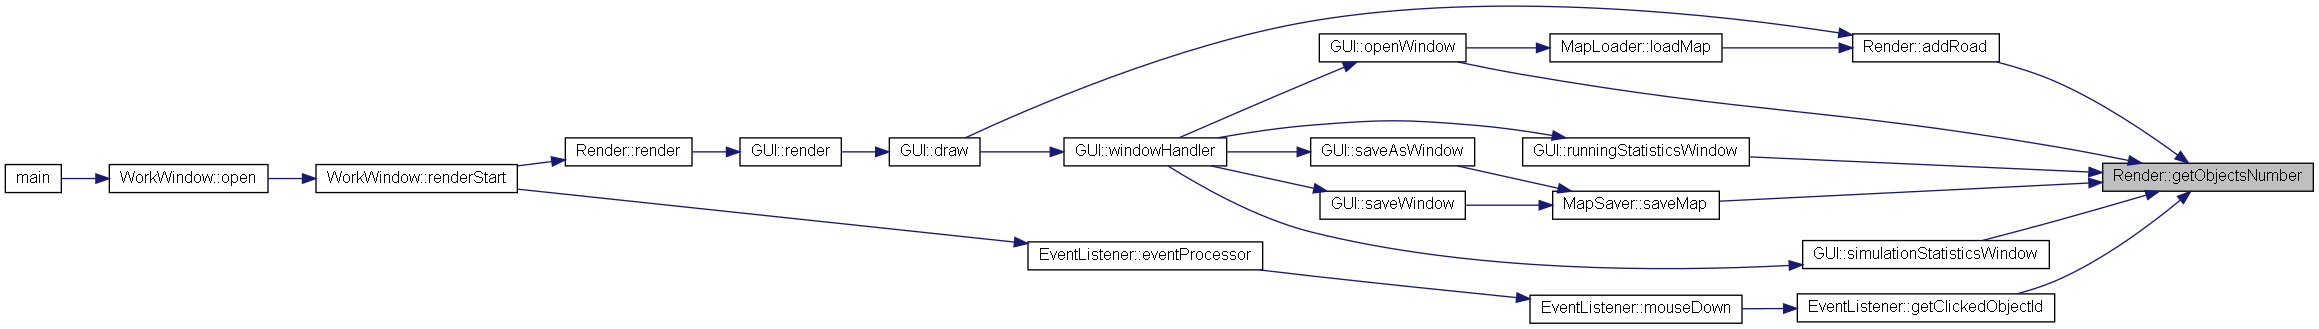 main
WorkWindow::open
WorkWindow::renderStart
Render::render
GUI::render
GUI::draw
GUI::windowHandler
GUI::openWindow
MapLoader::loadMap
Render::addRoad
GUI::saveAsWindow
GUI::runningStatisticsWindow
GUI::saveWindow
MapSaver::saveMap
Render::getObjectsNumber
EventListener::eventProcessor
GUI::simulationStatisticsWindow
EventListener::mouseDown
EventListener::getClickedObjectId